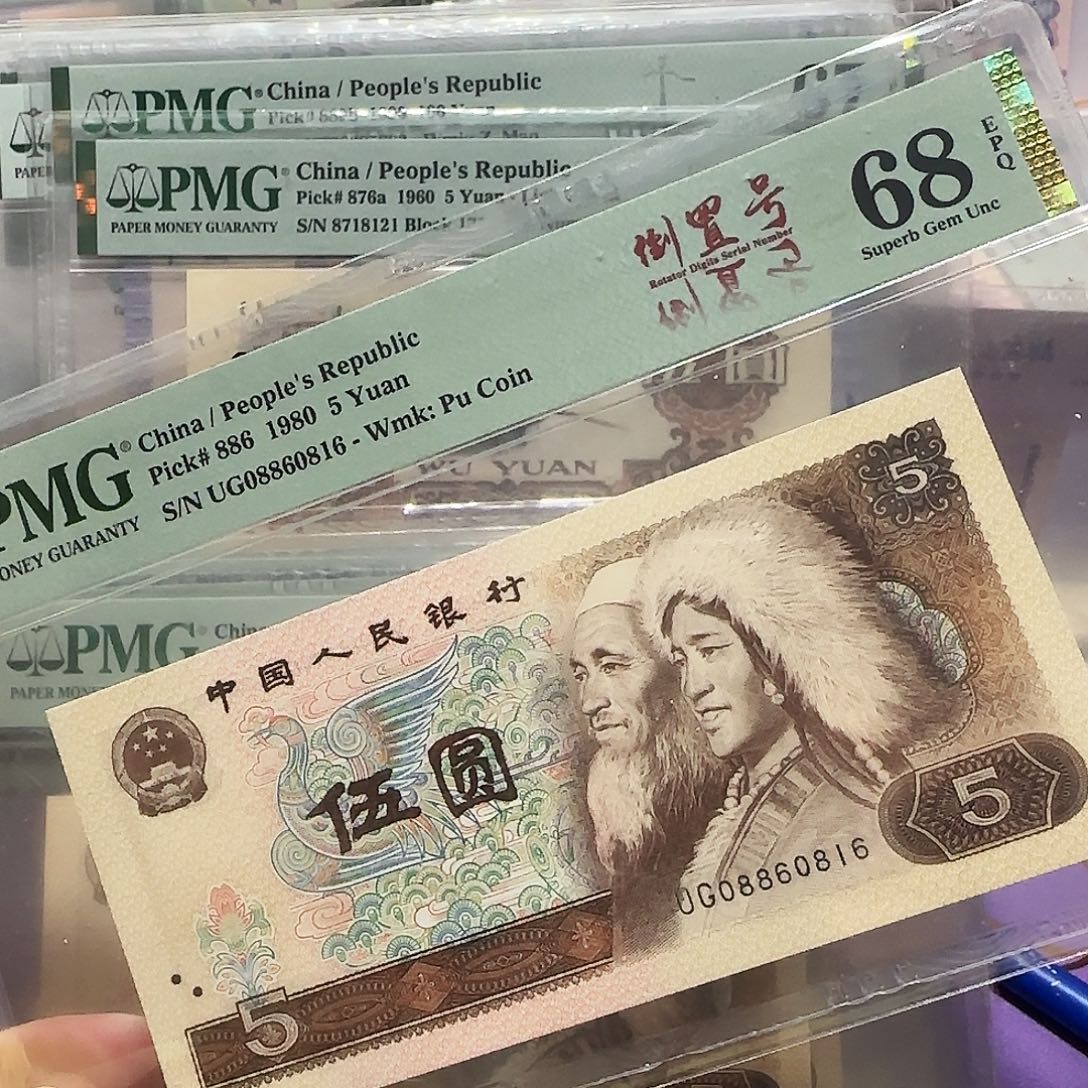 PMG China / People's Republic
PMG China / People's Republic
Pick# 876a 1960 5 Yuan
PAPER MONEY GUARANTY S/N 8718121
倒置号
Rotator Digits Serial Number
68 EPQ
Superb Gem Unc
PMG China / People's Republic
Pick# 886 1980 5 Yuan
MONEY GUARANTY S/N UG08860816 - Wmk: Pu Coin
WU YUAN
PMG
中国人民银行
伍圆
5
5
UG08860816
5